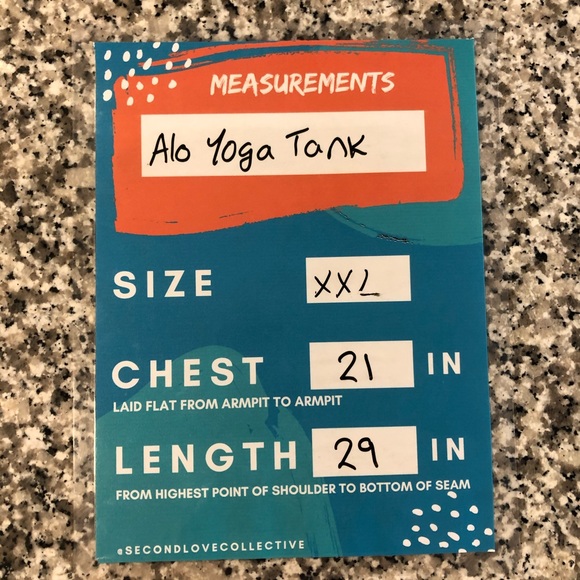 MEASUREMENTS
Alo Yoga Tank
SIZE XXL
CHEST 21 IN
LAID FLAT FROM ARMPIT TO ARMPIT
LENGTH 29 IN
FROM HIGHEST POINT OF SHOULDER TO BOTTOM OF SEAM
@SECONDLOVECOLLECTIVE